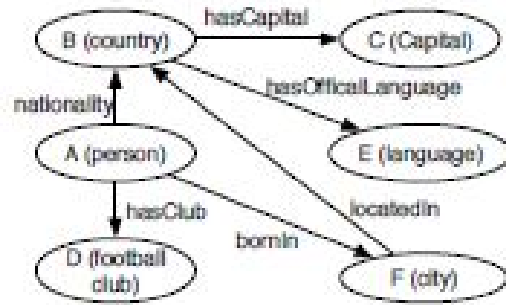 hasCapital
B (country)
C (Capital)
hasOfficalLanguage
nationality
A (person)
E (language)
hasClub
locatedIn
bornIn
D (football
club)
F (city)